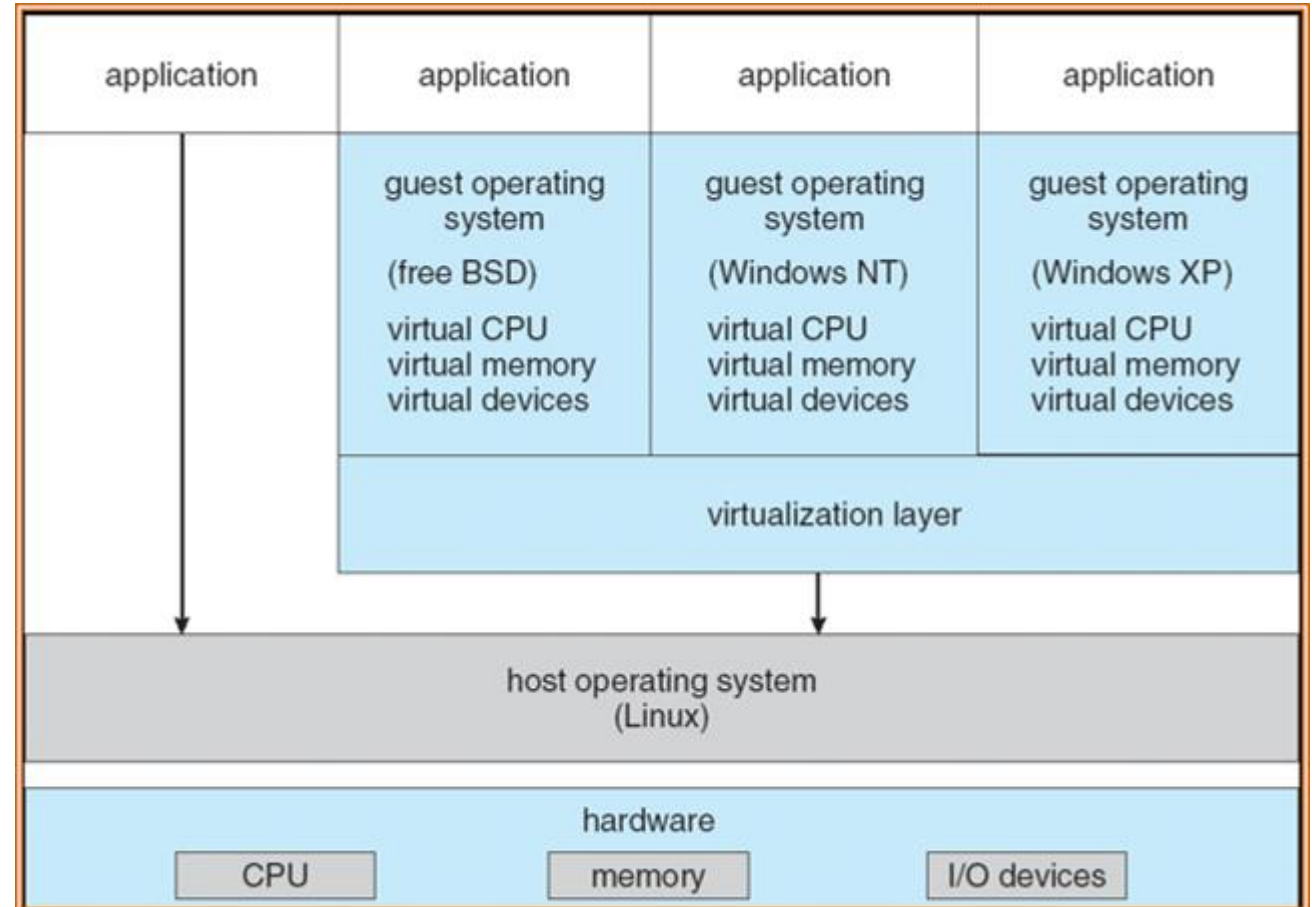 application
application
application
application
guest operating
system
(free BSD)
virtual CPU
virtual memory
virtual devices
guest operating
system
(Windows NT)
virtual CPU
virtual memory
virtual devices
guest operating
system
(Windows XP)
virtual CPU
virtual memory
virtual devices
virtualization layer
host operating system
(Linux)
hardware
CPU
memory
I/O devices